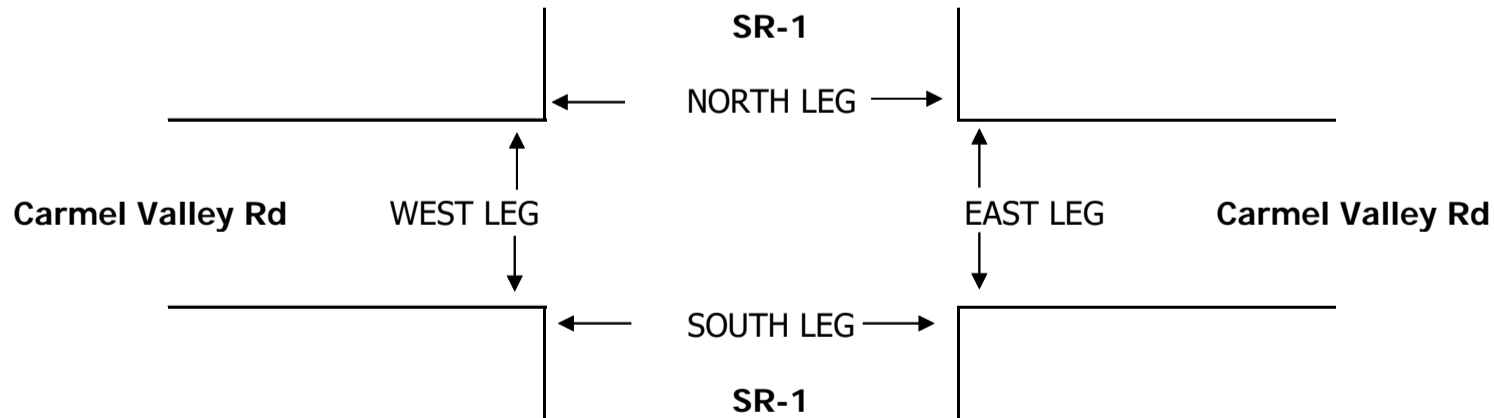 SR-1
NORTH LEG
Carmel Valley Rd WEST LEG EAST LEG Carmel Valley Rd
SOUTH LEG
SR-1